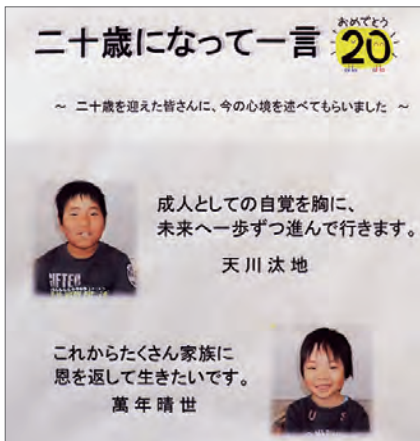 二十歳になって一言
おめでとう
20
～ 二十歳を迎えた皆さんに、今の心境を述べてもらいました ～
成人としての自覚を胸に、
未来へ一歩ずつ進んで行きます。
天川汰地
これからたくさん家族に
恩を返して生きたいです。
萬年晴世